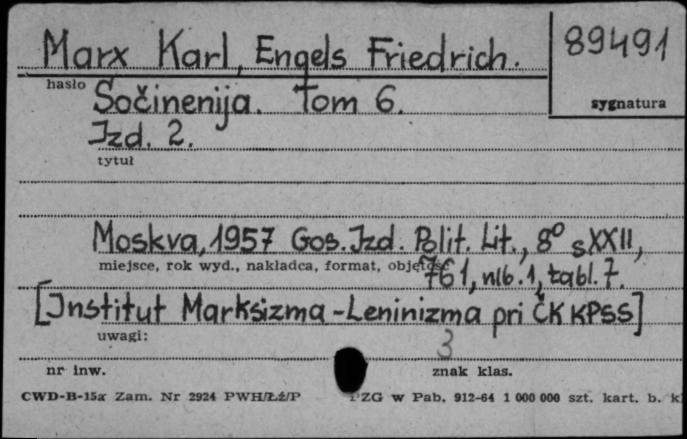 Marx Karl, Engels Friedrich.
89491
hasło
sygnatura
Sočinenija. Tom 6.
Izd. 2.
tytuł
Moskva, 1957 Gos. Izd. Polit. Lit., 8⁰ s XXII,
miejsce, rok wyd., nakładca, format, objętość
761, nlb. 1, tabl. 7.
[Institut Marksizma-Leninizma pri ČK KPSS]
uwagi:
3
nr inw.
znak klas.
CWD-B-15a Zam. Nr 2924 PWH/Łź/P
PZG w Pab. 912-64 1 000 000 szt. kart. b. k